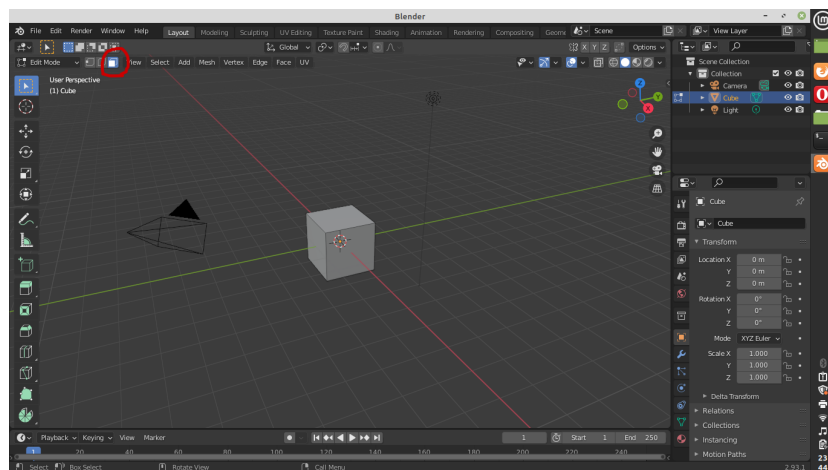 Blender
File Edit Render Window Help Layout Modeling Sculpting UV Editing Texture Paint Shading Animation Rendering Compositing Geom Scene View Layer
Global X Y Z Options
Edit Mode View Select Add Mesh Vertex Edge Face UV
User Perspective
(1) Cube
Scene Collection
Collection
Camera
Cube
Light
Cube
Cube
Transform
Location X 0 m
Y 0 m
Z 0 m
Rotation X 0°
Y 0°
Z 0°
Mode XYZ Euler
Scale X 1.000
Y 1.000
Z 1.000
Delta Transform
Relations
Collections
Instancing
Motion Paths
Playback Keying View Marker 1 Start 1 End 250
1 20 40 60 80 100 120 140 160 180 200 220 240
Select Box Select Rotate View Call Menu 2.93.1
23
44